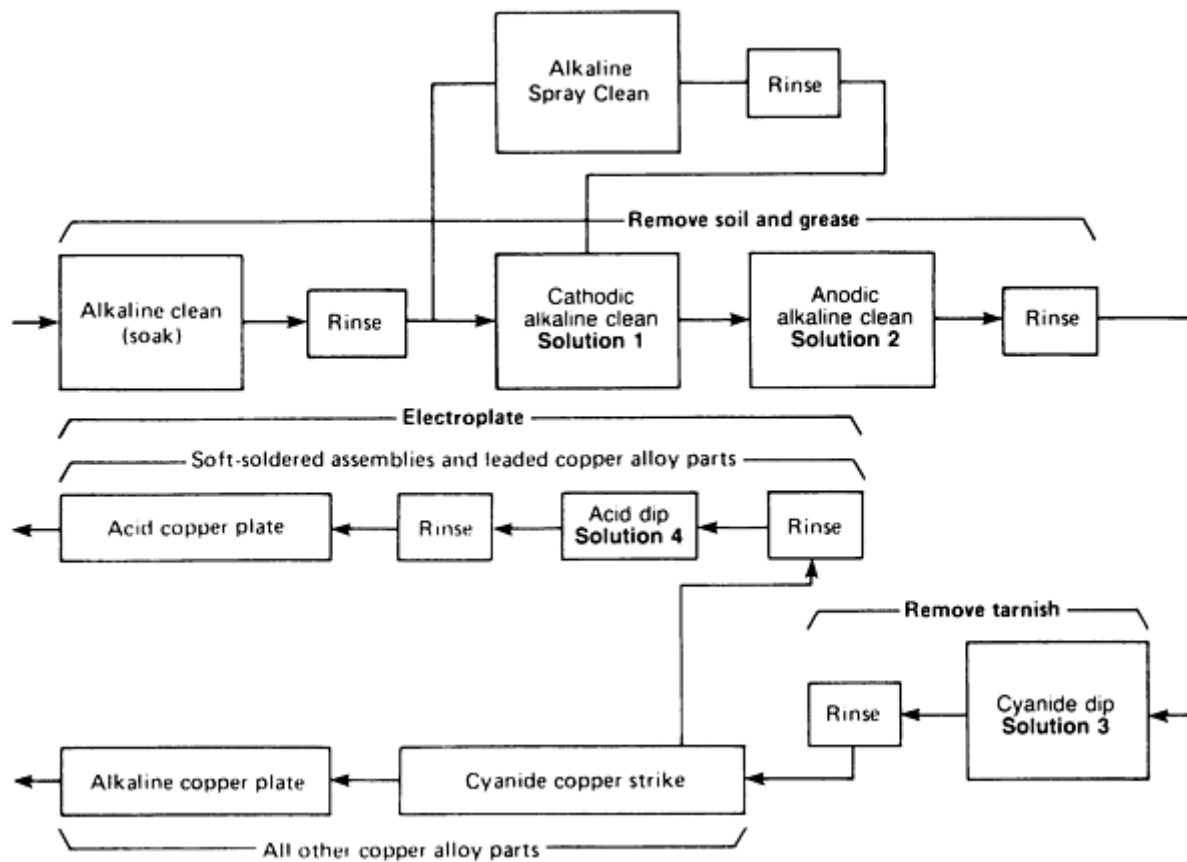 Alkaline
Spray Clean
Rinse
Remove soil and grease
Alkaline clean
(soak)
Rinse
Cathodic
alkaline clean
Solution 1
Anodic
alkaline clean
Solution 2
Rinse
Electroplate
Soft-soldered assemblies and leaded copper alloy parts
Acid copper plate
Rinse
Acid dip
Solution 4
Rinse
Remove tarnish
Rinse
Cyanide dip
Solution 3
Alkaline copper plate
Cyanide copper strike
All other copper alloy parts